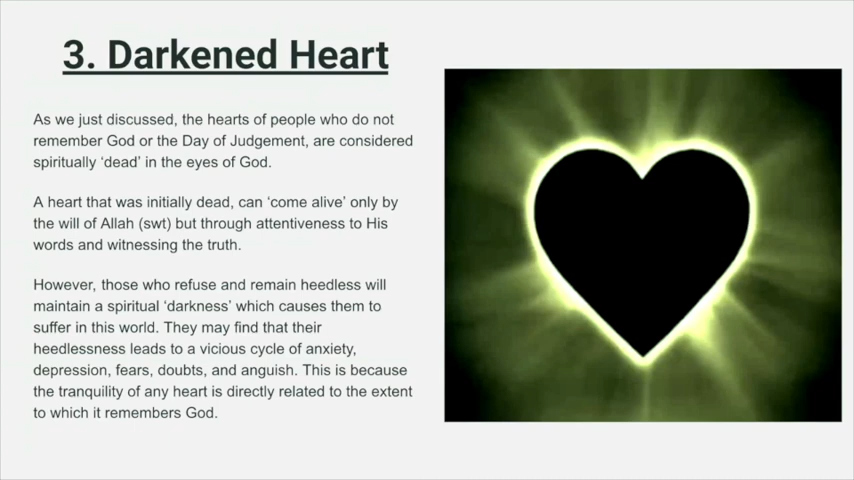 3. Darkened Heart
As we just discussed, the hearts of people who do not
remember God or the Day of Judgement, are considered
spiritually ‘dead’ in the eyes of God.
A heart that was initially dead, can ‘come alive’ only by
the will of Allah (swt) but through attentiveness to His
words and witnessing the truth.
However, those who refuse and remain heedless will
maintain a spiritual ‘darkness’ which causes them to
suffer in this world. They may find that their
heedlessness leads to a vicious cycle of anxiety,
depression, fears, doubts, and anguish. This is because
the tranquility of any heart is directly related to the extent
to which it remembers God.